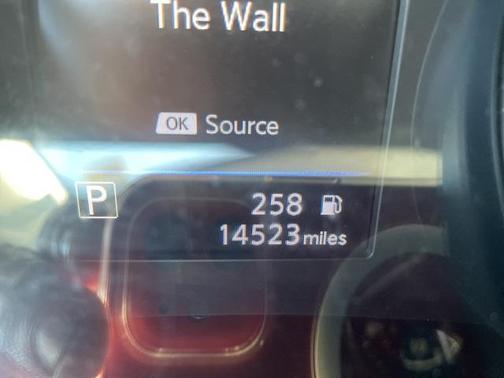 The Wall
OK Source
P
258
14523 miles